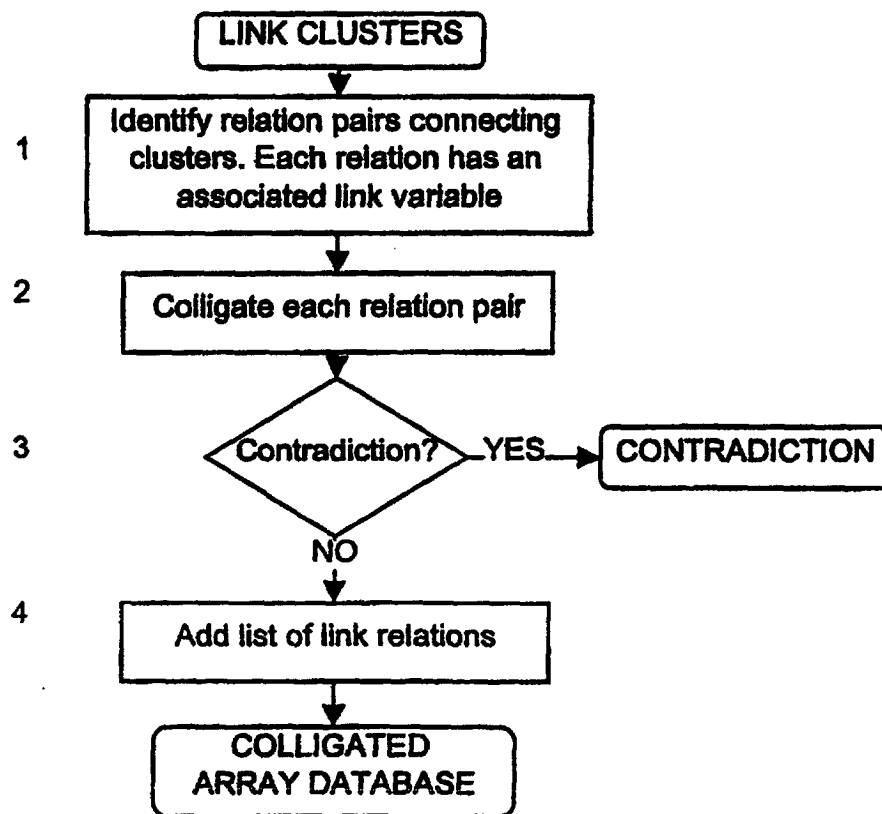 LINK CLUSTERS
1
Identify relation pairs connecting
clusters. Each relation has an
associated link variable
2
Colligate each relation pair
3
Contradiction?
YES
CONTRADICTION
NO
4
Add list of link relations
COLLIGATED
ARRAY DATABASE